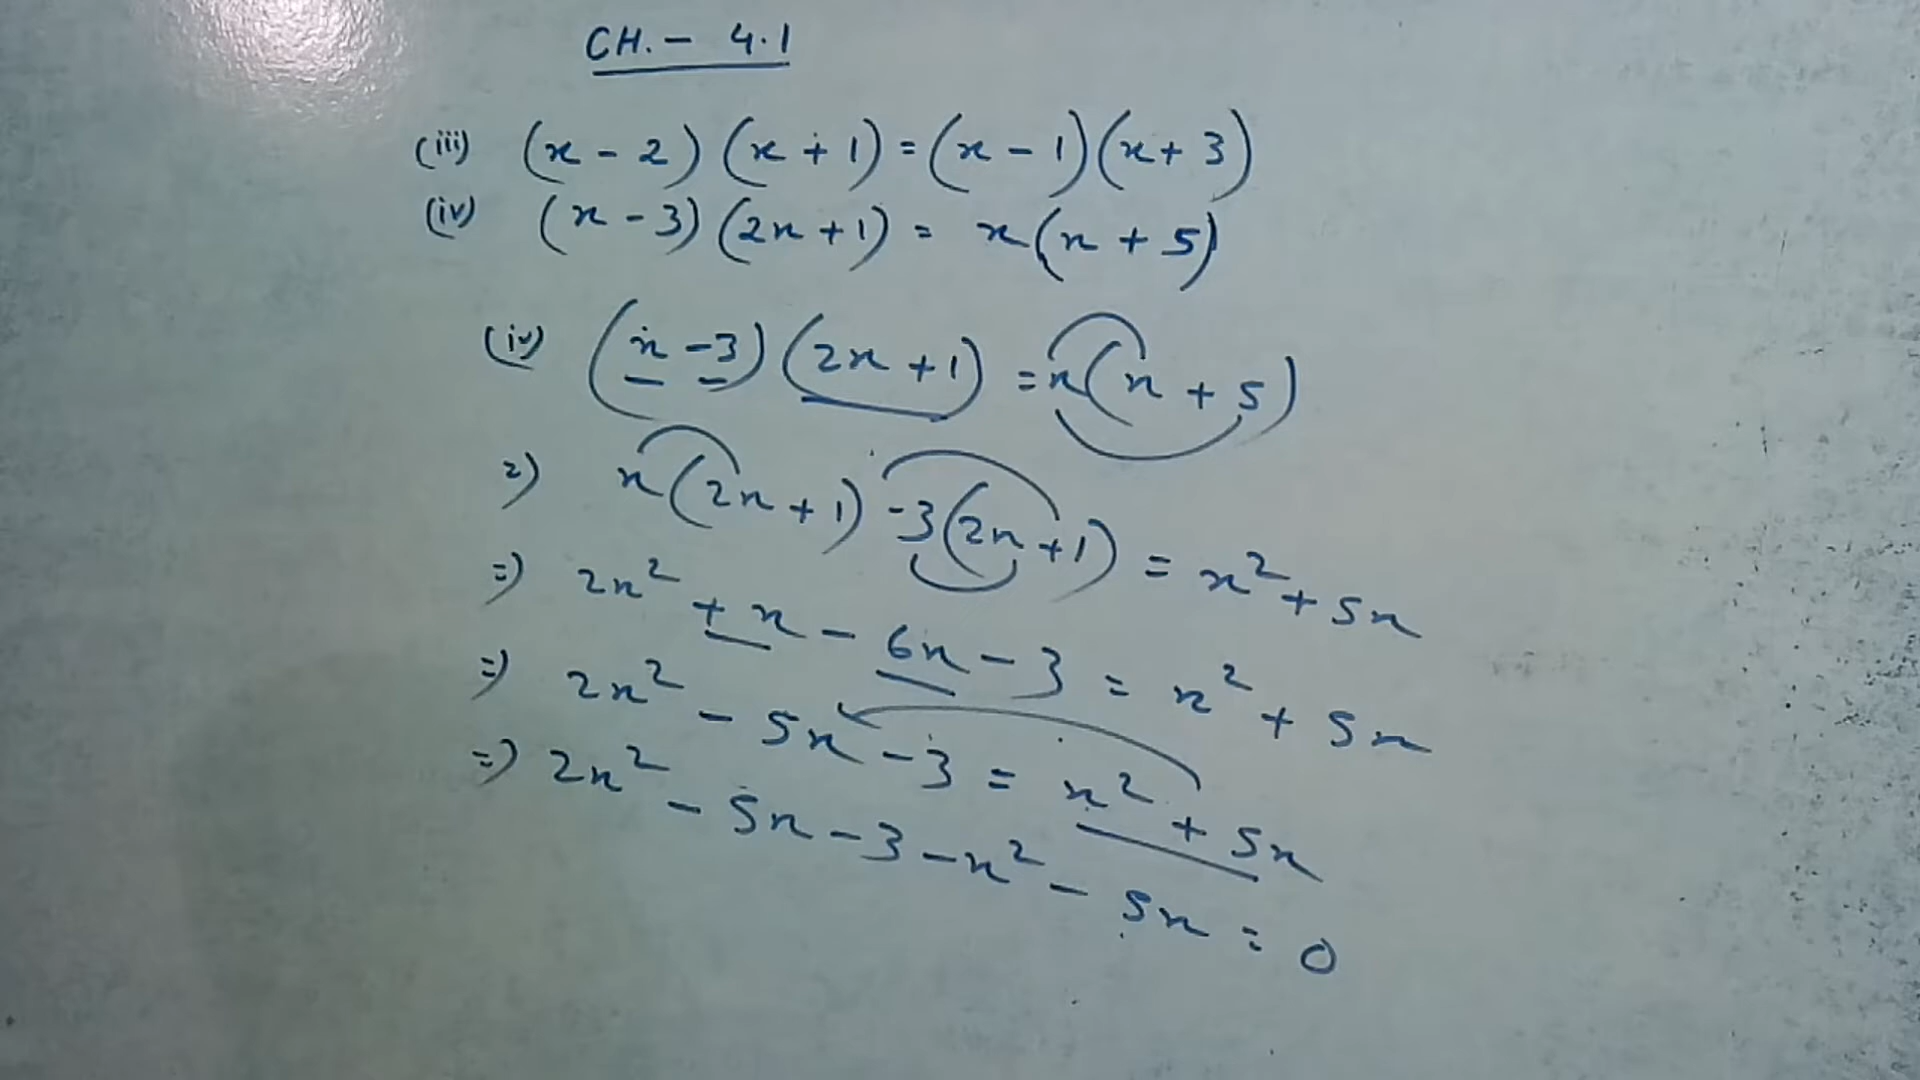 CH. - 4.1
(iii) (x - 2) (x + 1) = (x - 1) (x + 3)
(iv) (x - 3) (2x + 1) = x (x + 5)
(iv) (x - 3) (2x + 1) = x (x + 5)
=) x (2x + 1) - 3 (2x + 1) = x² + 5x
=) 2x² + x - 6x - 3 = x² + 5x
=) 2x² - 5x - 3 = x² + 5x
=) 2x² - 5x - 3 - x² - 5x = 0